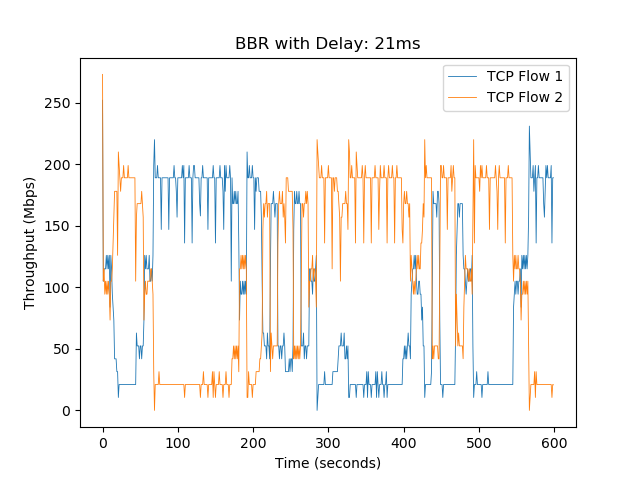 BBR with Delay: 21ms
TCP Flow 1
TCP Flow 2
Throughput (Mbps)
250
200
150
100
50
0
0 100 200 300 400 500 600
Time (seconds)